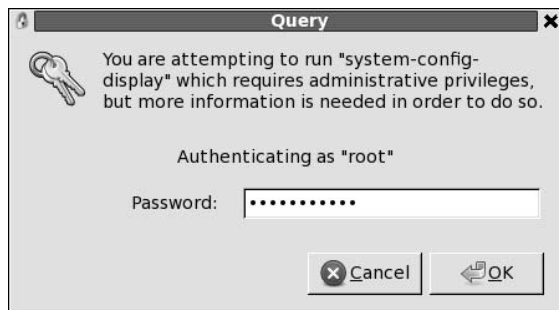 Query
You are attempting to run "system-config-
display" which requires administrative privileges,
but more information is needed in order to do so.
Authenticating as "root"
Password: •••••••••••
Cancel
OK